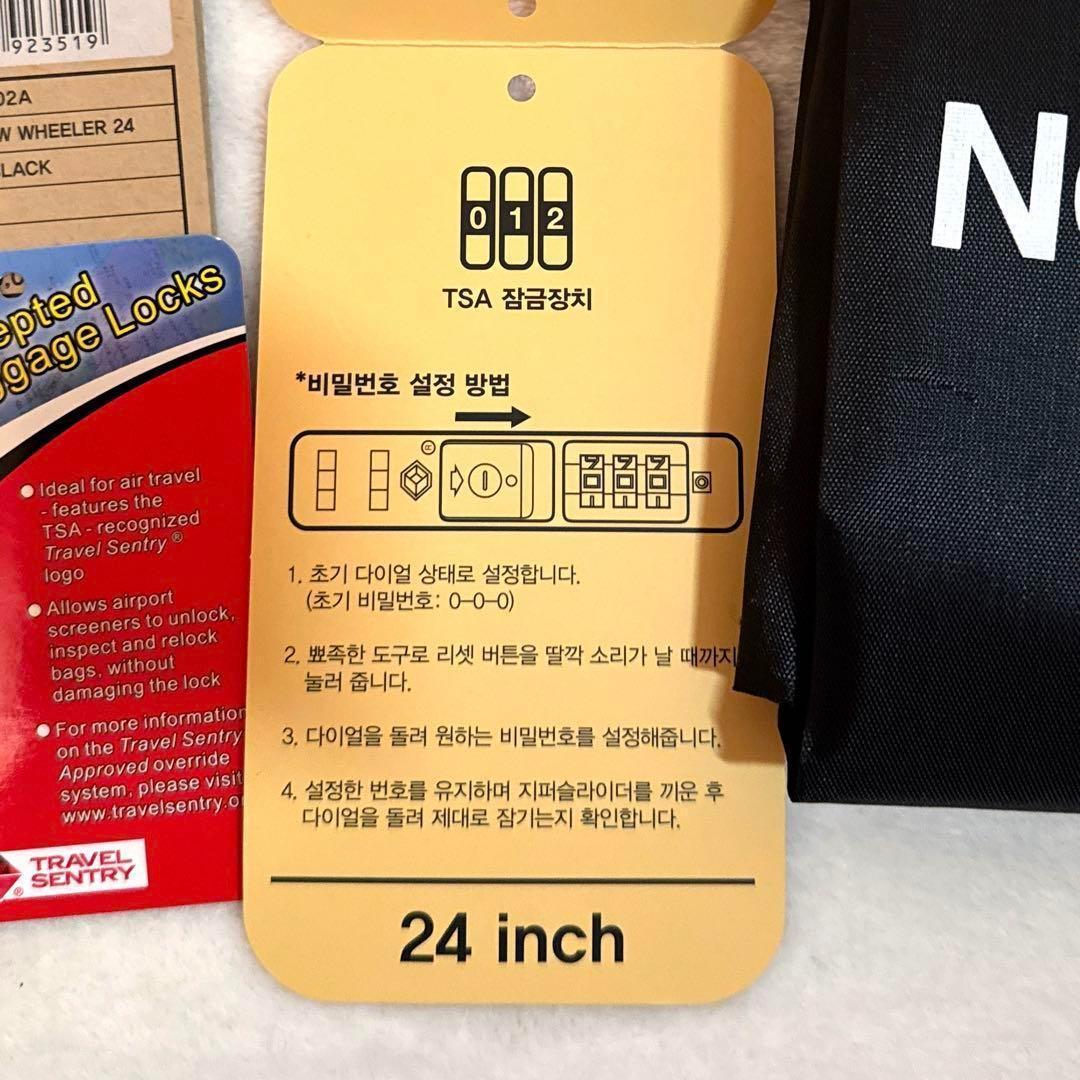 923519
02A
W WHEELER 24
LACK
epted
ggage Locks
Ideal for air travel
- features the
TSA - recognized
Travel Sentry ®
logo
Allows airport
screeners to unlock,
inspect and relock
bags, without
damaging the lock
For more information
on the Travel Sentry
Approved override
system, please visit
www.travelsentry.o
TRAVEL
SENTRY
®
0 1 2
TSA 잠금장치
*비밀번호 설정 방법
®
0 0 0
1. 초기 다이얼 상태로 설정합니다.
(초기 비밀번호: 0-0-0)
2. 뾰족한 도구로 리셋 버튼을 딸깍 소리가 날 때까지
눌러 줍니다.
3. 다이얼을 돌려 원하는 비밀번호를 설정해줍니다.
4. 설정한 번호를 유지하며 지퍼슬라이더를 끼운 후
다이얼을 돌려 제대로 잠기는지 확인합니다.
24 inch
N